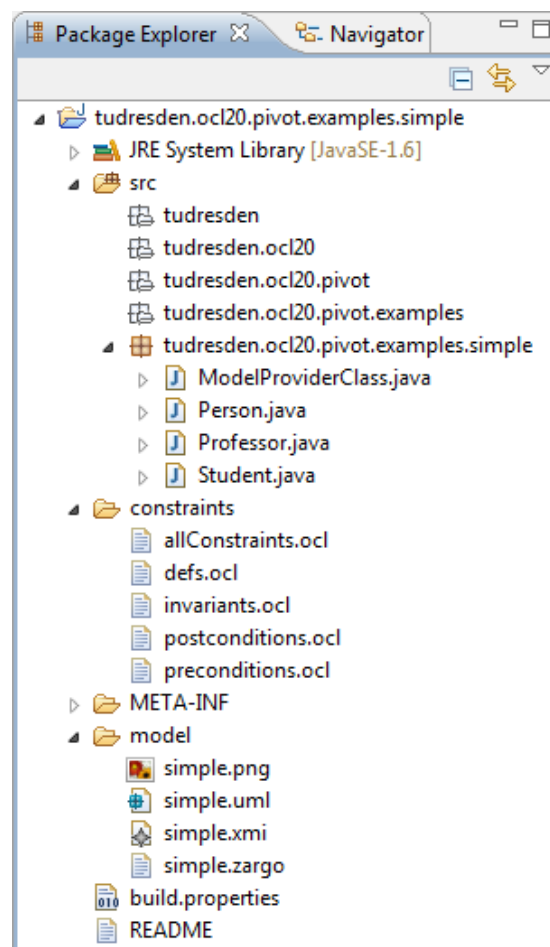 Package Explorer Navigator
tudresden.ocl20.pivot.examples.simple
JRE System Library [JavaSE-1.6]
src
tudresden
tudresden.ocl20
tudresden.ocl20.pivot
tudresden.ocl20.pivot.examples
tudresden.ocl20.pivot.examples.simple
ModelProviderClass.java
Person.java
Professor.java
Student.java
constraints
allConstraints.ocl
defs.ocl
invariants.ocl
postconditions.ocl
preconditions.ocl
META-INF
model
simple.png
simple.uml
simple.xmi
simple.zargo
build.properties
README